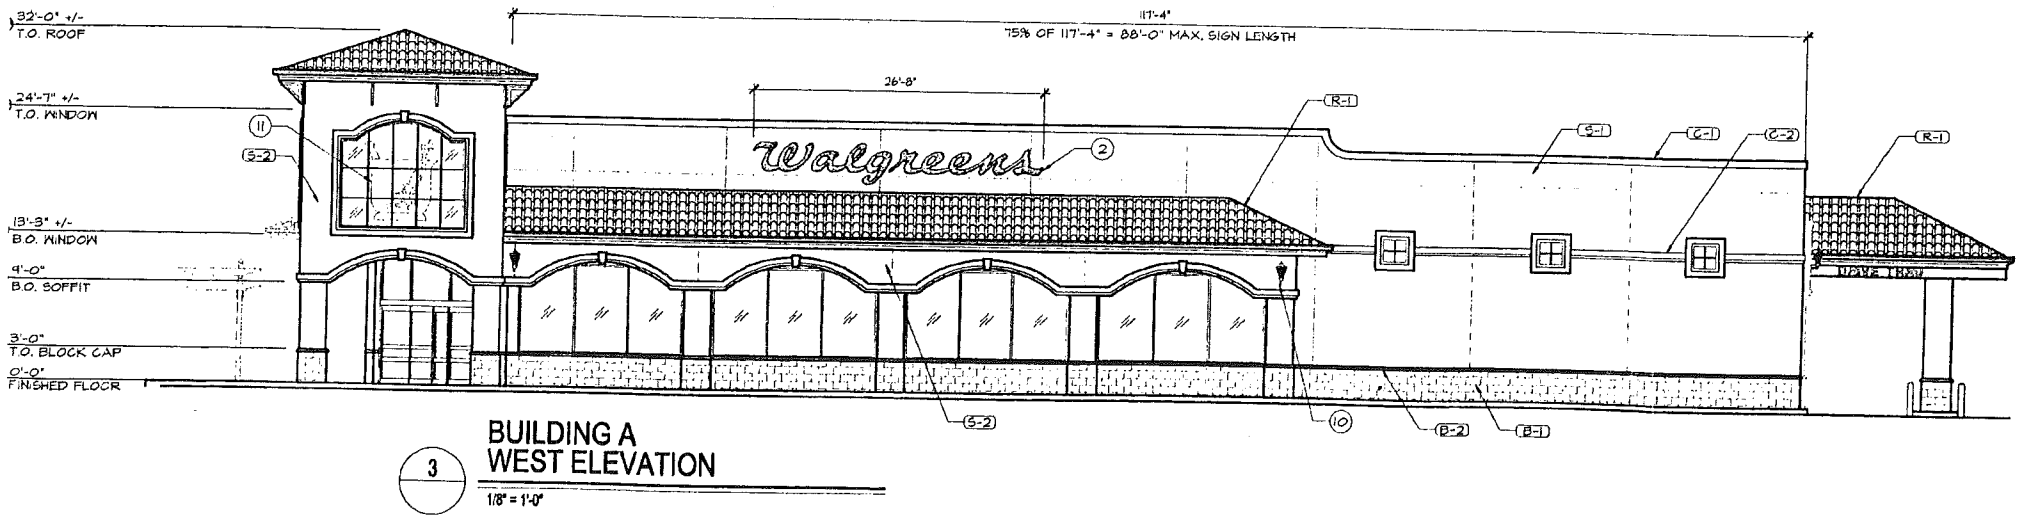 32'-0" +/-
T.O. ROOF
117'-4"
75% OF 117'-4" = 88'-0" MAX. SIGN LENGTH
24'-7" +/-
T.O. WINDOW
26'-8"
R-1
11
S-2
Walgreens
2
S-1
C-1
C-2
R-1
13'-3" +/-
B.O. WINDOW
9'-0"
B.O. SOFFIT
DRIVE THRU
3'-0"
T.O. BLOCK CAP
0'-0"
FINISHED FLOOR
S-2
10
B-2
B-1
3
BUILDING A
WEST ELEVATION
1/8" = 1'-0"